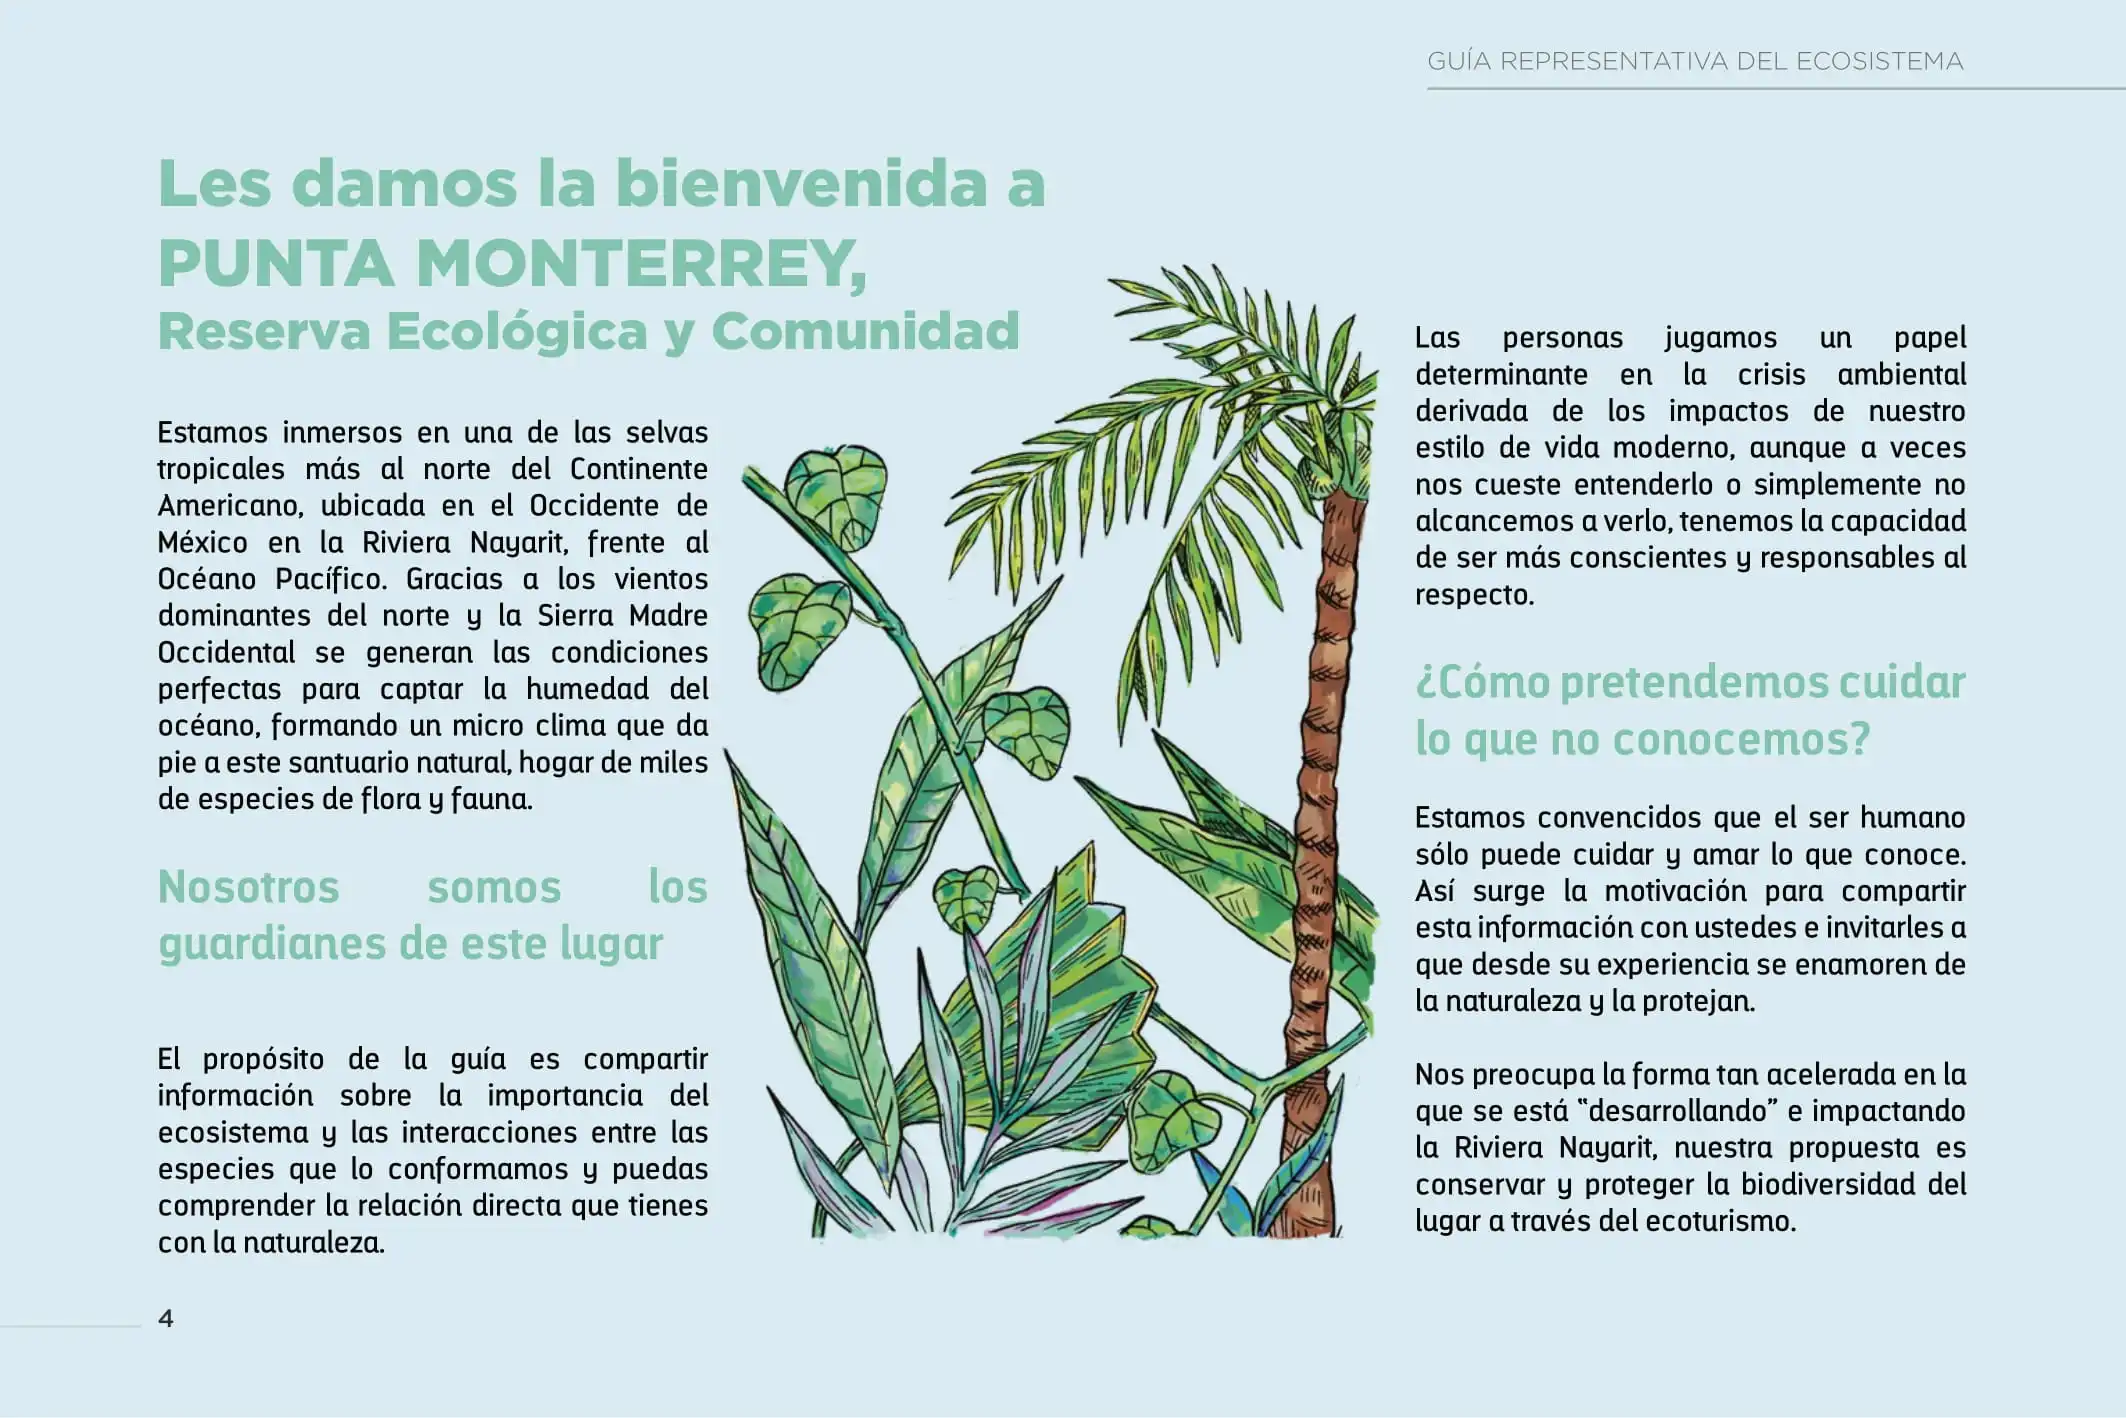 GUÍA REPRESENTATIVA DEL ECOSISTEMA
Les damos la bienvenida a
PUNTA MONTERREY,
Reserva Ecológica y Comunidad
Estamos inmersos en una de las selvas
tropicales más al norte del Continente
Americano, ubicada en el Occidente de
México en la Riviera Nayarit, frente al
Océano Pacífico. Gracias a los vientos
dominantes del norte y la Sierra Madre
Occidental se generan las condiciones
perfectas para captar la humedad del
océano, formando un micro clima que da
pie a este santuario natural, hogar de miles
de especies de flora y fauna.
Nosotros somos los
guardianes de este lugar
El propósito de la guía es compartir
información sobre la importancia del
ecosistema y las interacciones entre las
especies que lo conformamos y puedas
comprender la relación directa que tienes
con la naturaleza.
Las personas jugamos un papel
determinante en la crisis ambiental
derivada de los impactos de nuestro
estilo de vida moderno, aunque a veces
nos cueste entenderlo o simplemente no
alcancemos a verlo, tenemos la capacidad
de ser más conscientes y responsables al
respecto.
¿Cómo pretendemos cuidar
lo que no conocemos?
Estamos convencidos que el ser humano
sólo puede cuidar y amar lo que conoce.
Así surge la motivación para compartir
esta información con ustedes e invitarles a
que desde su experiencia se enamoren de
la naturaleza y la protejan.
Nos preocupa la forma tan acelerada en la
que se está “desarrollando” e impactando
la Riviera Nayarit, nuestra propuesta es
conservar y proteger la biodiversidad del
lugar a través del ecoturismo.
4